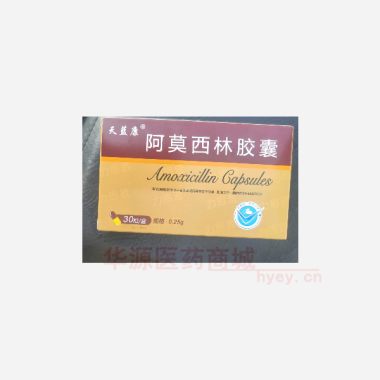 天蓝康®
阿莫西林胶囊
Amoxicillin Capsules
30粒/盒 规格 0.25g
华源医药商城
hyey.cn